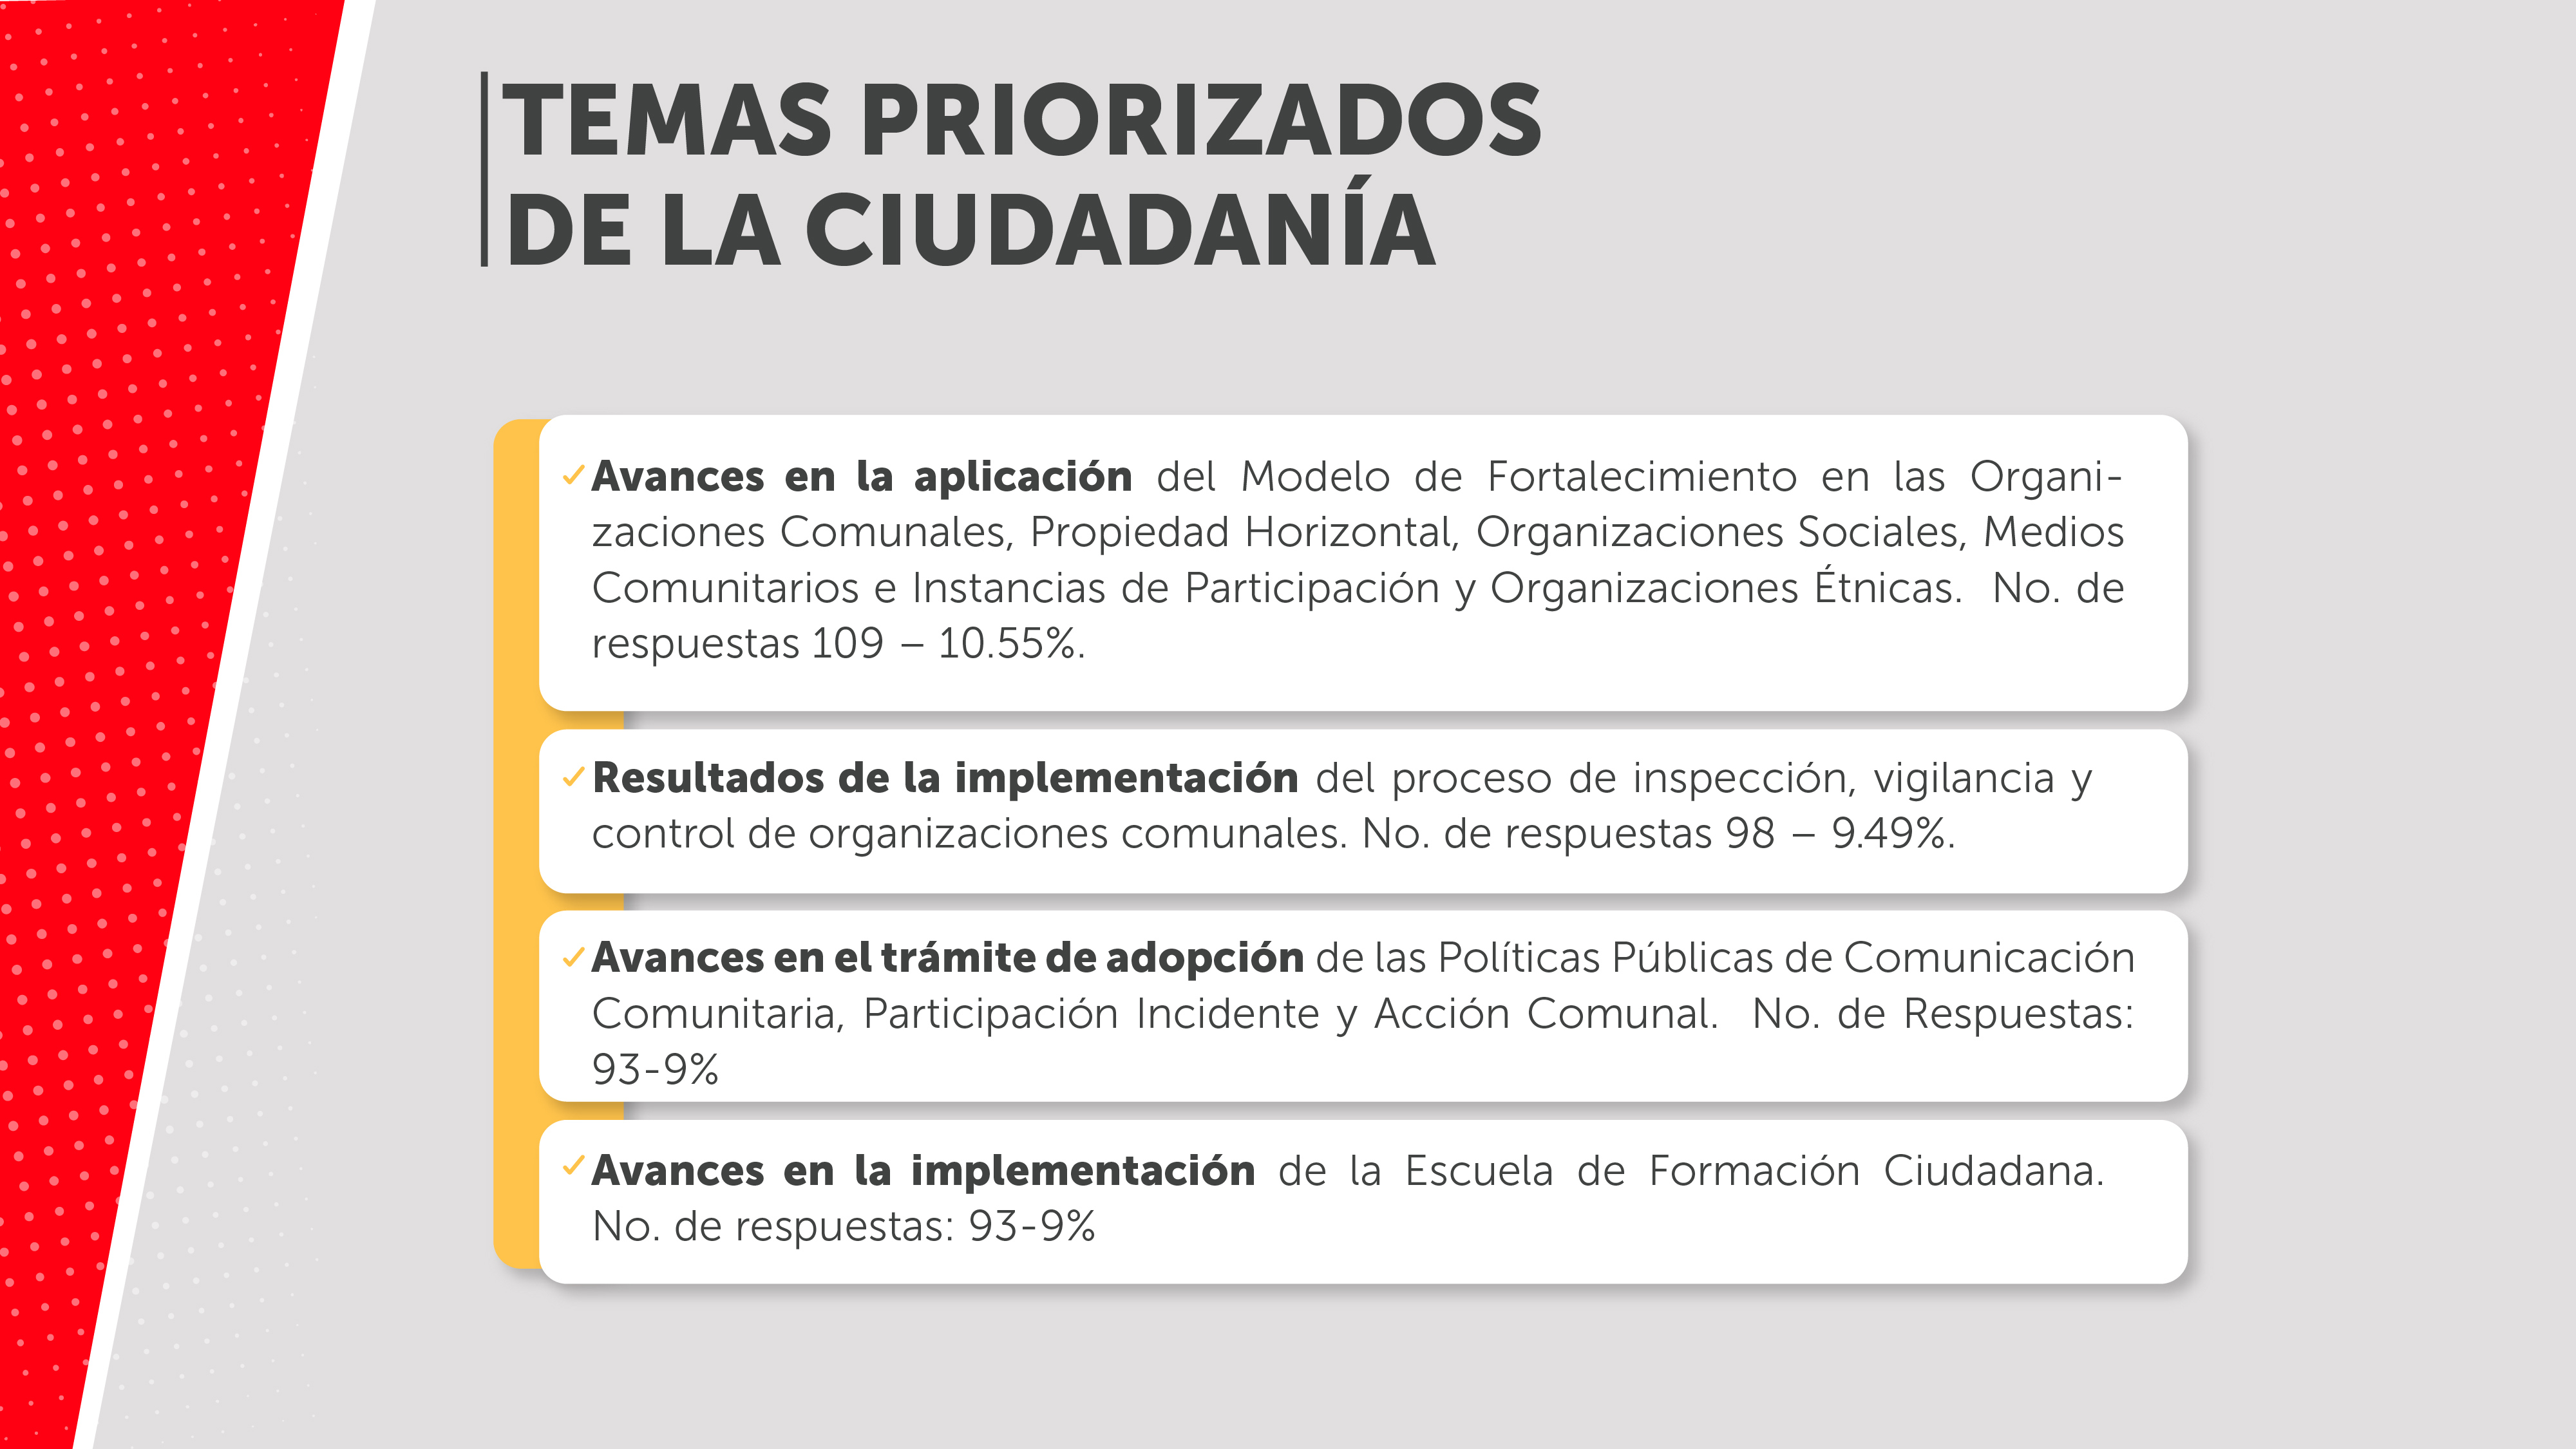 TEMAS PRIORIZADOS
DE LA CIUDADANÍA
Avances en la aplicación del Modelo de Fortalecimiento en las Organi-
zaciones Comunales, Propiedad Horizontal, Organizaciones Sociales, Medios
Comunitarios e Instancias de Participación y Organizaciones Étnicas. No. de
respuestas 109 – 10.55%.
Resultados de la implementación del proceso de inspección, vigilancia y
control de organizaciones comunales. No. de respuestas 98 – 9.49%.
Avances en el trámite de adopción de las Políticas Públicas de Comunicación
Comunitaria, Participación Incidente y Acción Comunal. No. de Respuestas:
93-9%
Avances en la implementación de la Escuela de Formación Ciudadana.
No. de respuestas: 93-9%